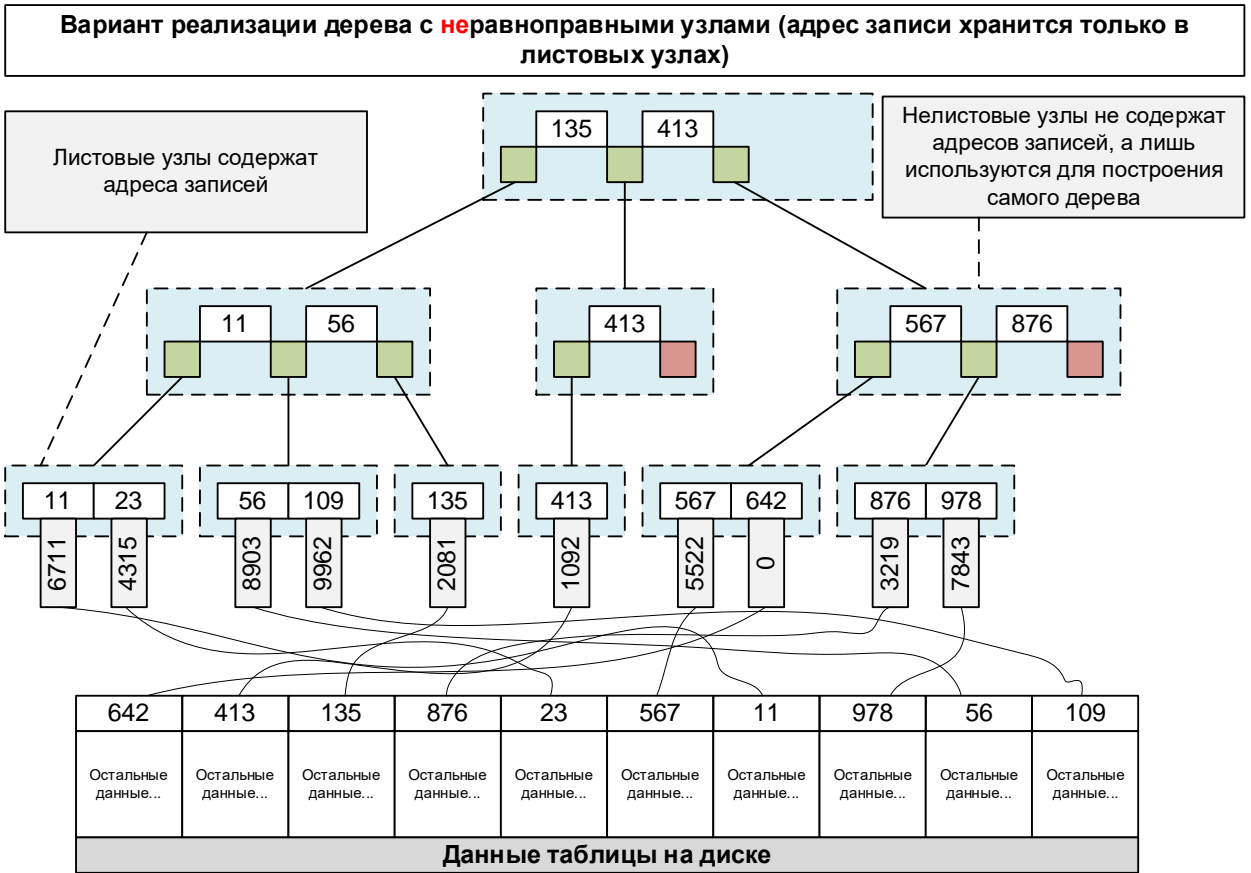 Вариант реализации дерева с неравноправными узлами (адрес записи хранится только в
листовых узлах)
Листовые узлы содержат
адреса записей
135 413
Нелистовые узлы не содержат
адресов записей, а лишь
используются для построения
самого дерева
11 56
413
567 876
11 23
56 109
135
413
567 642
876 978
6711
4315
8903
9962
2081
1092
5522
0
3219
7843
642 413 135 876 23 567 11 978 56 109
Остальные Остальные Остальные Остальные Остальные Остальные Остальные Остальные Остальные Остальные
данные... данные... данные... данные... данные... данные... данные... данные... данные... данные...
Данные таблицы на диске